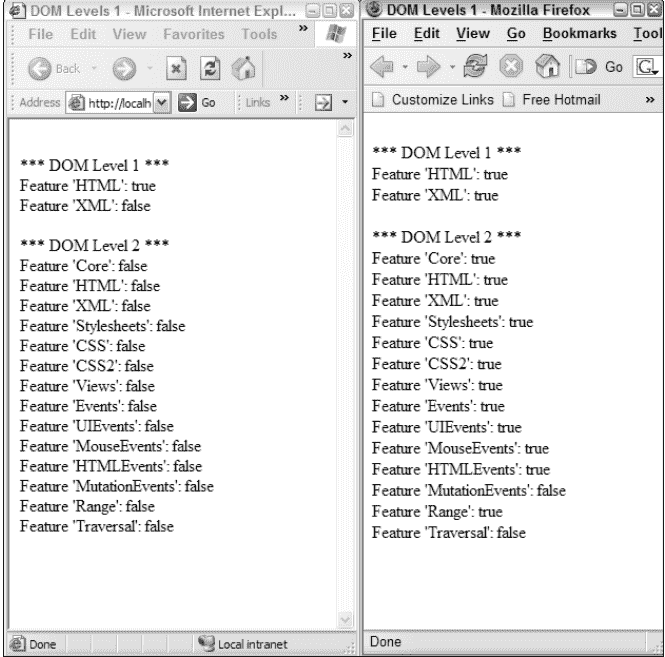 DOM Levels 1 - Microsoft Internet Expl...
File Edit View Favorites Tools »
Back »
Address http://localh Go Links »
*** DOM Level 1 ***
Feature 'HTML': true
Feature 'XML': false
*** DOM Level 2 ***
Feature 'Core': false
Feature 'HTML': false
Feature 'XML': false
Feature 'Stylesheets': false
Feature 'CSS': false
Feature 'CSS2': false
Feature 'Views': false
Feature 'Events': false
Feature 'UIEvents': false
Feature 'MouseEvents': false
Feature 'HTMLEvents': false
Feature 'MutationEvents': false
Feature 'Range': false
Feature 'Traversal': false
Done Local intranet
DOM Levels 1 - Mozilla Firefox
File Edit View Go Bookmarks Tool
Go G
Customize Links Free Hotmail »
*** DOM Level 1 ***
Feature 'HTML': true
Feature 'XML': true
*** DOM Level 2 ***
Feature 'Core': true
Feature 'HTML': true
Feature 'XML': true
Feature 'Stylesheets': true
Feature 'CSS': true
Feature 'CSS2': true
Feature 'Views': true
Feature 'Events': true
Feature 'UIEvents': true
Feature 'MouseEvents': true
Feature 'HTMLEvents': true
Feature 'MutationEvents': false
Feature 'Range': true
Feature 'Traversal': false
Done